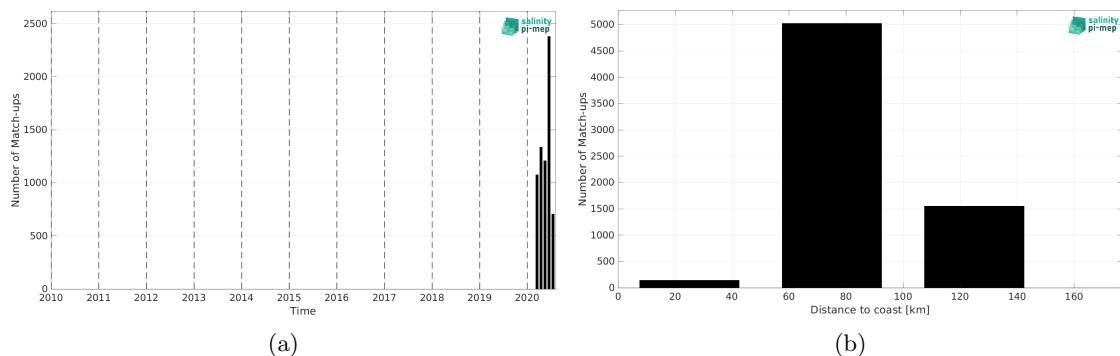 salinity
pi-mep
Number of Match-ups
2500
2000
1500
1000
500
0
2010 2011 2012 2013 2014 2015 2016 2017 2018 2019 2020
Time
(a)
salinity
pi-mep
Number of Match-ups
5000
4500
4000
3500
3000
2500
2000
1500
1000
500
0
0 20 40 60 80 100 120 140 160
Distance to coast [km]
(b)